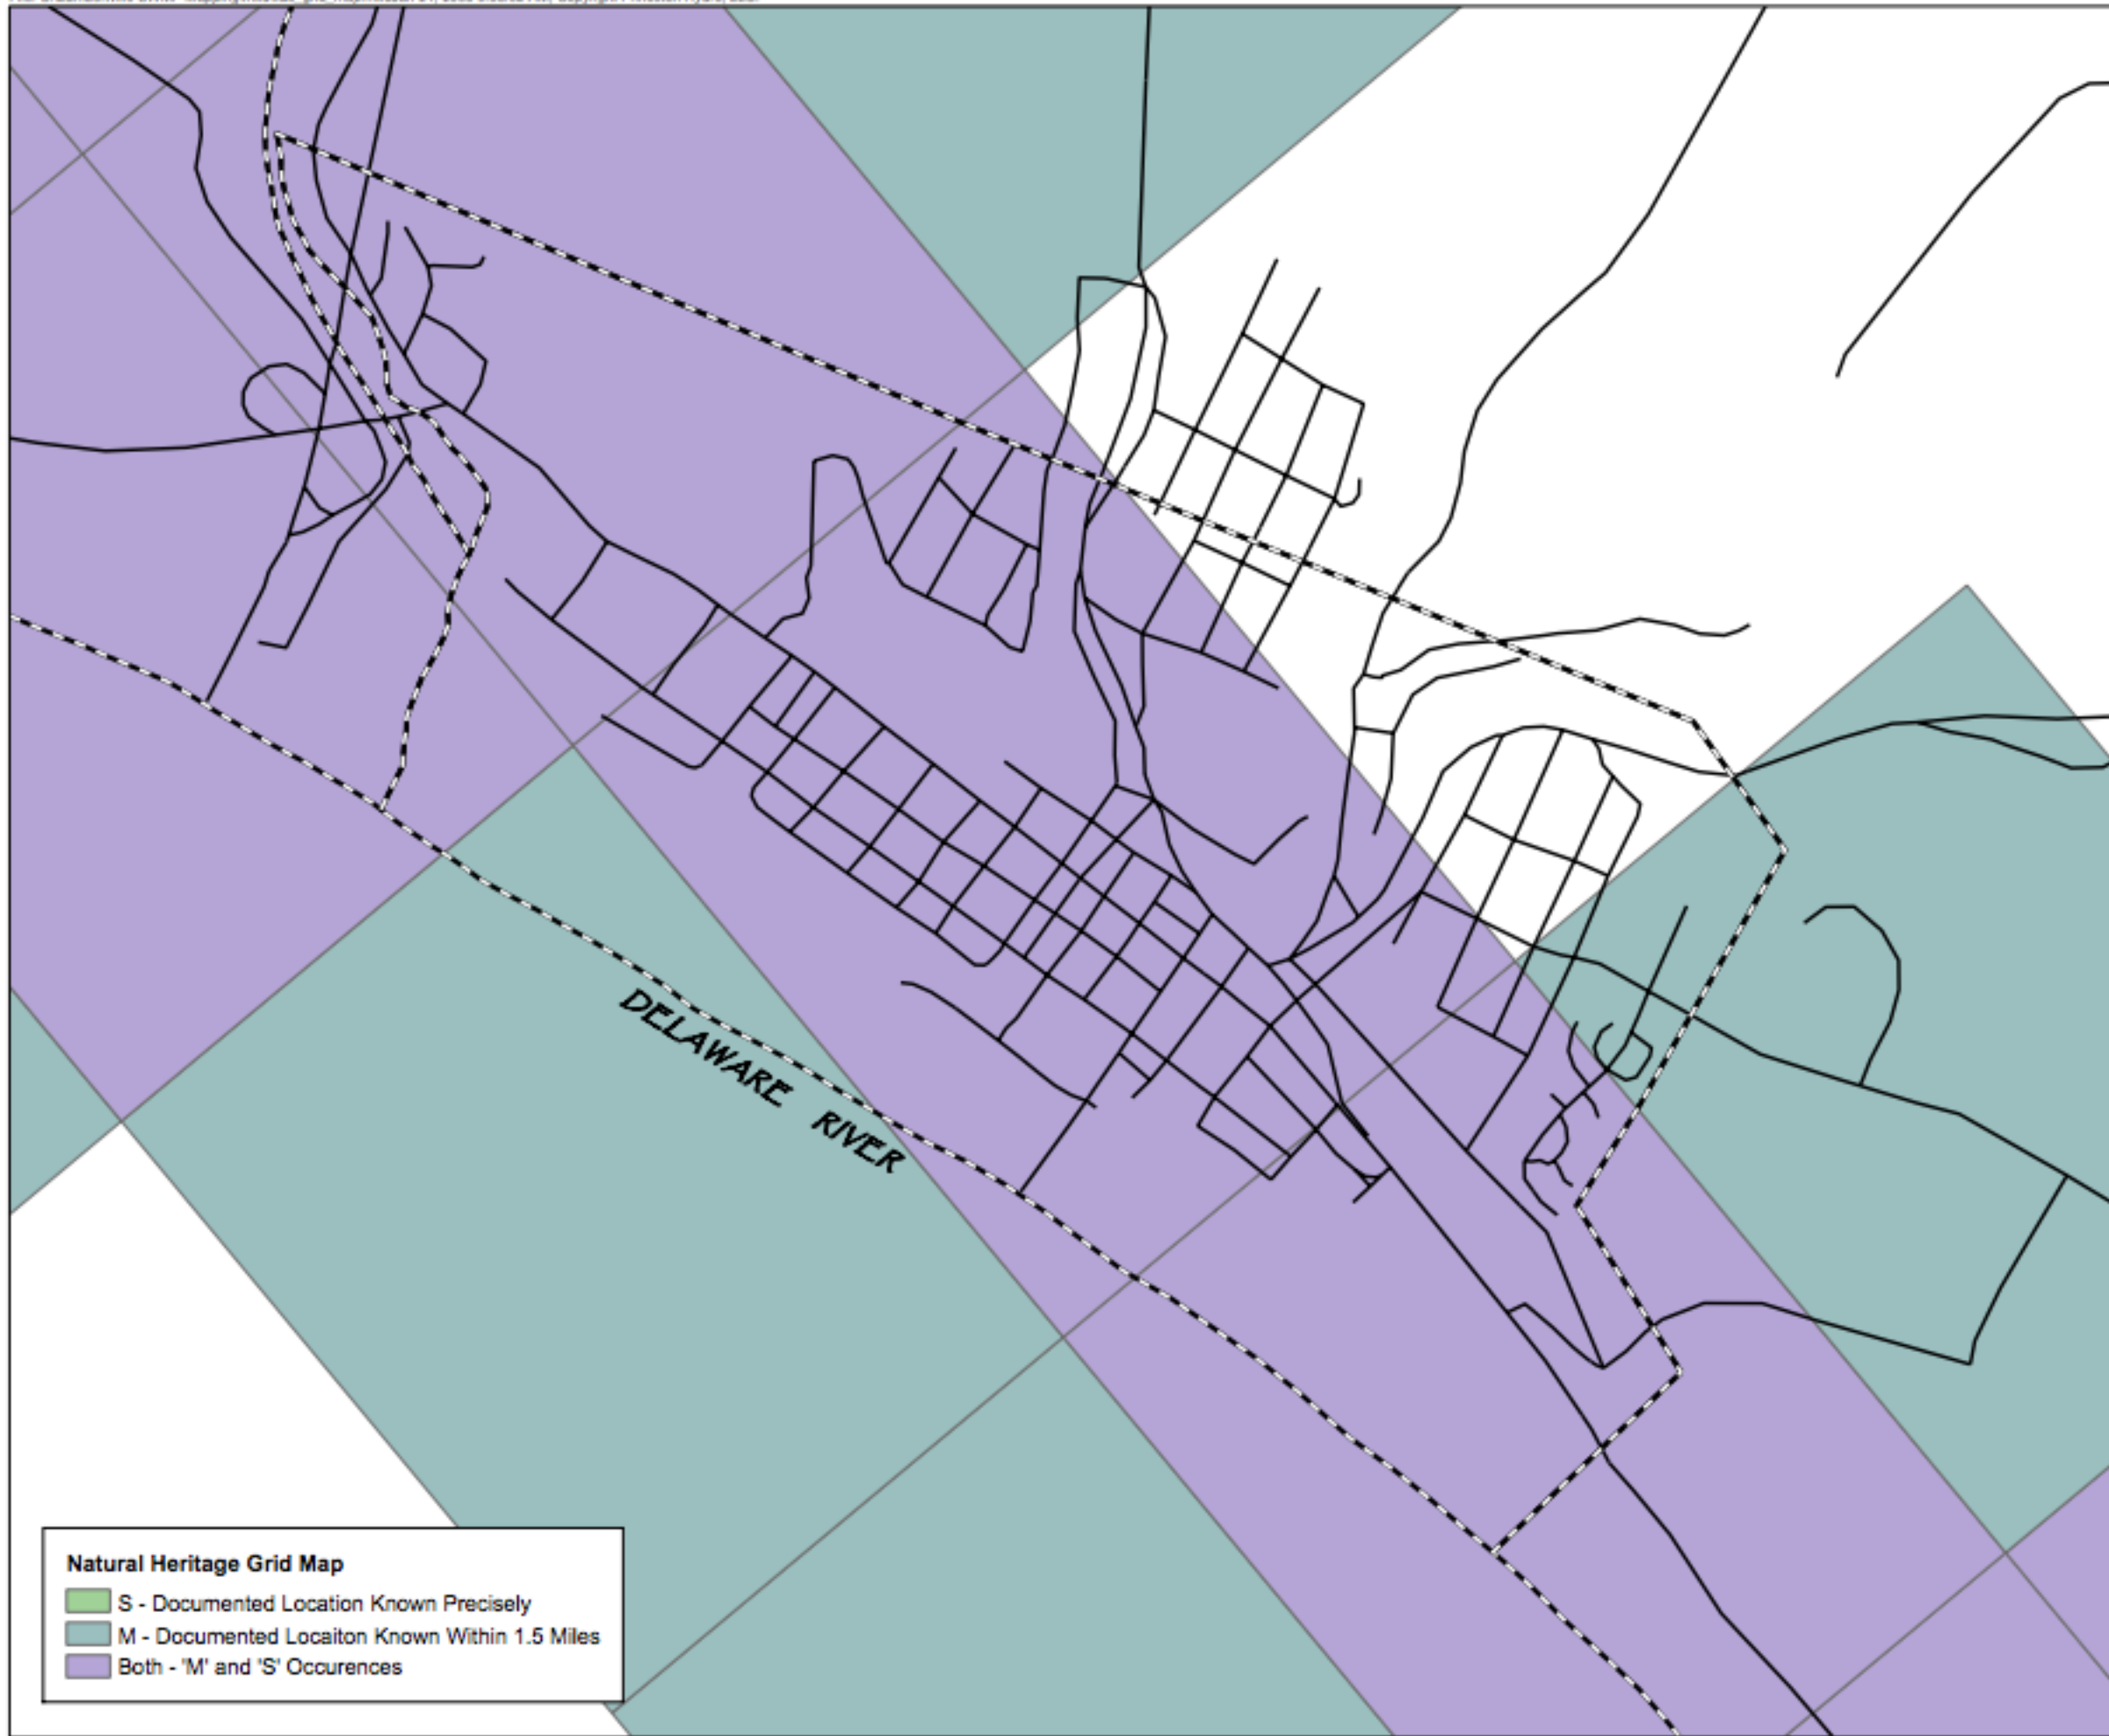 DELAWARE RIVER
Natural Heritage Grid Map
S - Documented Location Known Precisely
M - Documented Locaiton Known Within 1.5 Miles
Both - 'M' and 'S' Occurences